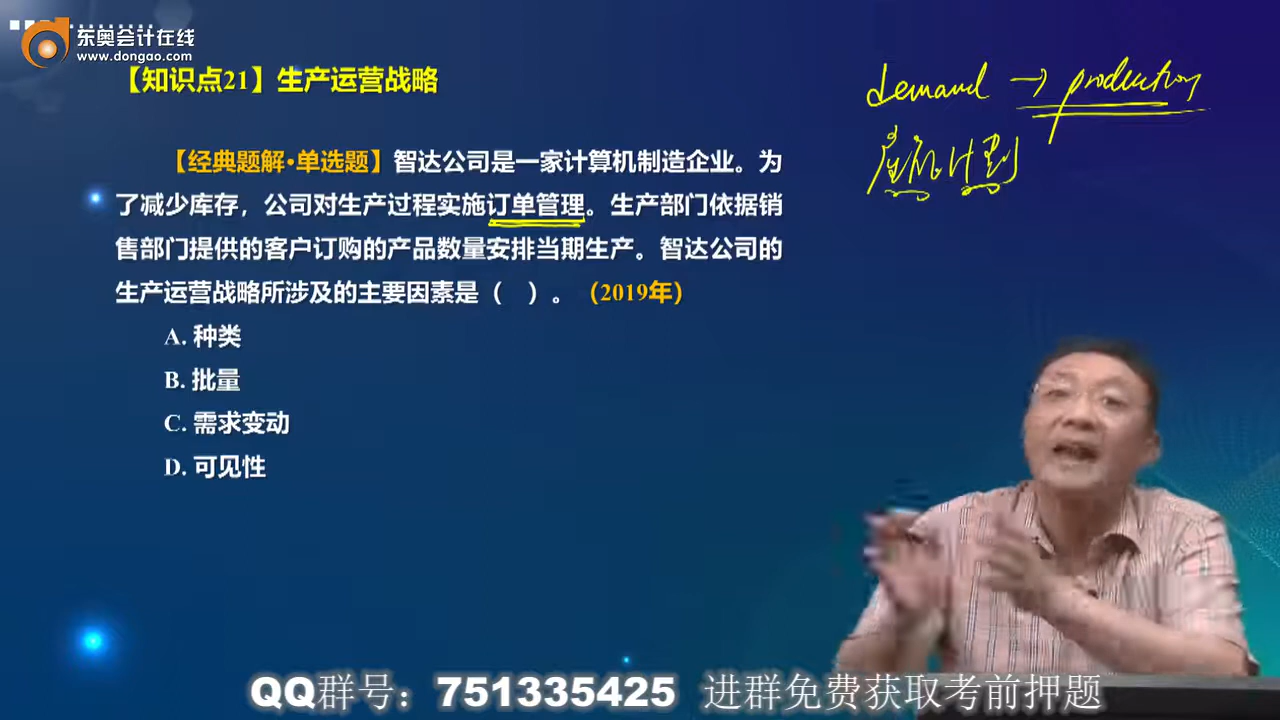 东奥会计在线
www.dongao.com
【知识点21】生产运营战略
demand → production
【经典题解·单选题】智达公司是一家计算机制造企业。为
了减少库存，公司对生产过程实施订单管理。生产部门依据销
售部门提供的客户订购的产品数量安排当期生产。智达公司的
生产运营战略所涉及的主要因素是（ ）。（2019年）
A. 种类
B. 批量
C. 需求变动
D. 可见性
QQ群号：751335425 进群免费获取考前押题